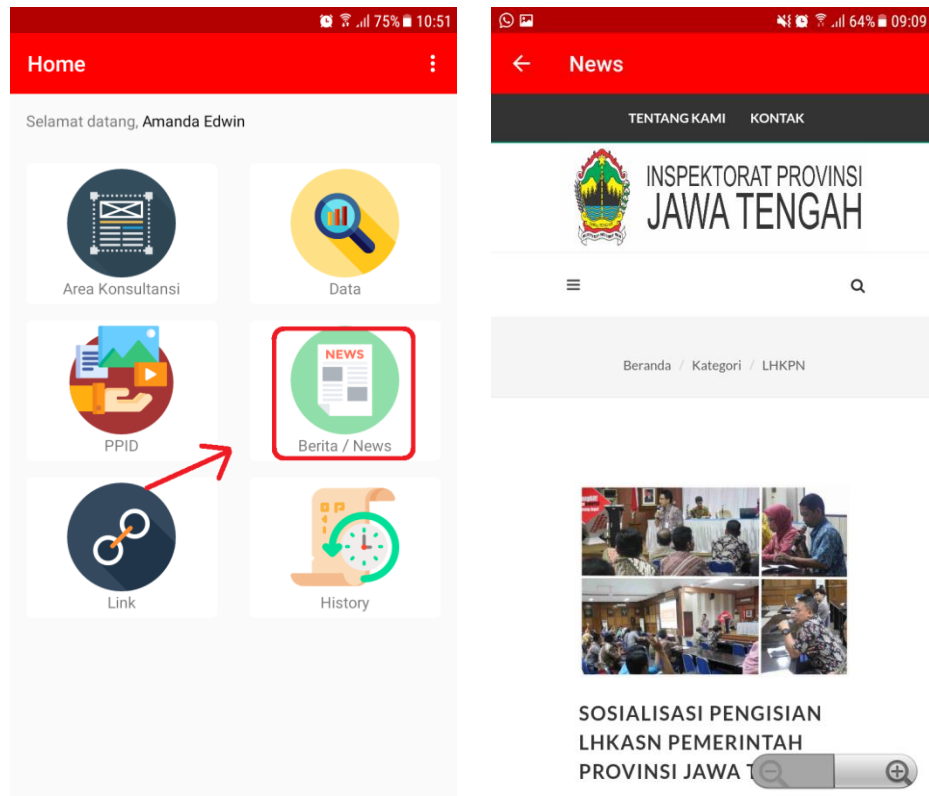 75% 10:51
Home
Selamat datang, Amanda Edwin
Area Konsultansi
Data
NEWS
PPID
Berita / News
Link
History
64% 09:09
News
TENTANG KAMI KONTAK
INSPEKTORAT PROVINSI
JAWA TENGAH
Beranda / Kategori / LHKPN
SOSIALISASI PENGISIAN
LHKASN PEMERINTAH
PROVINSI JAWA T